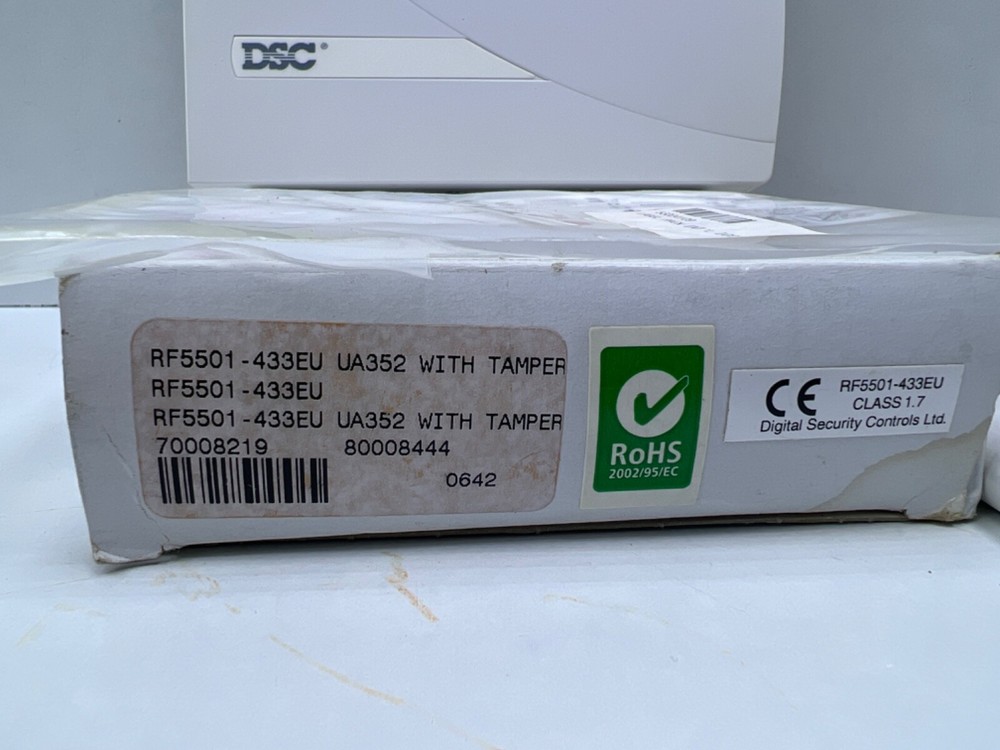 DSC®
RF5501-433EU UA352 WITH TAMPER
RF5501-433EU
RF5501-433EU UA352 WITH TAMPER
70008219 80008444
0642
RoHS
2002/95/EC
CE RF5501-433EU
CLASS 1.7
Digital Security Controls Ltd.